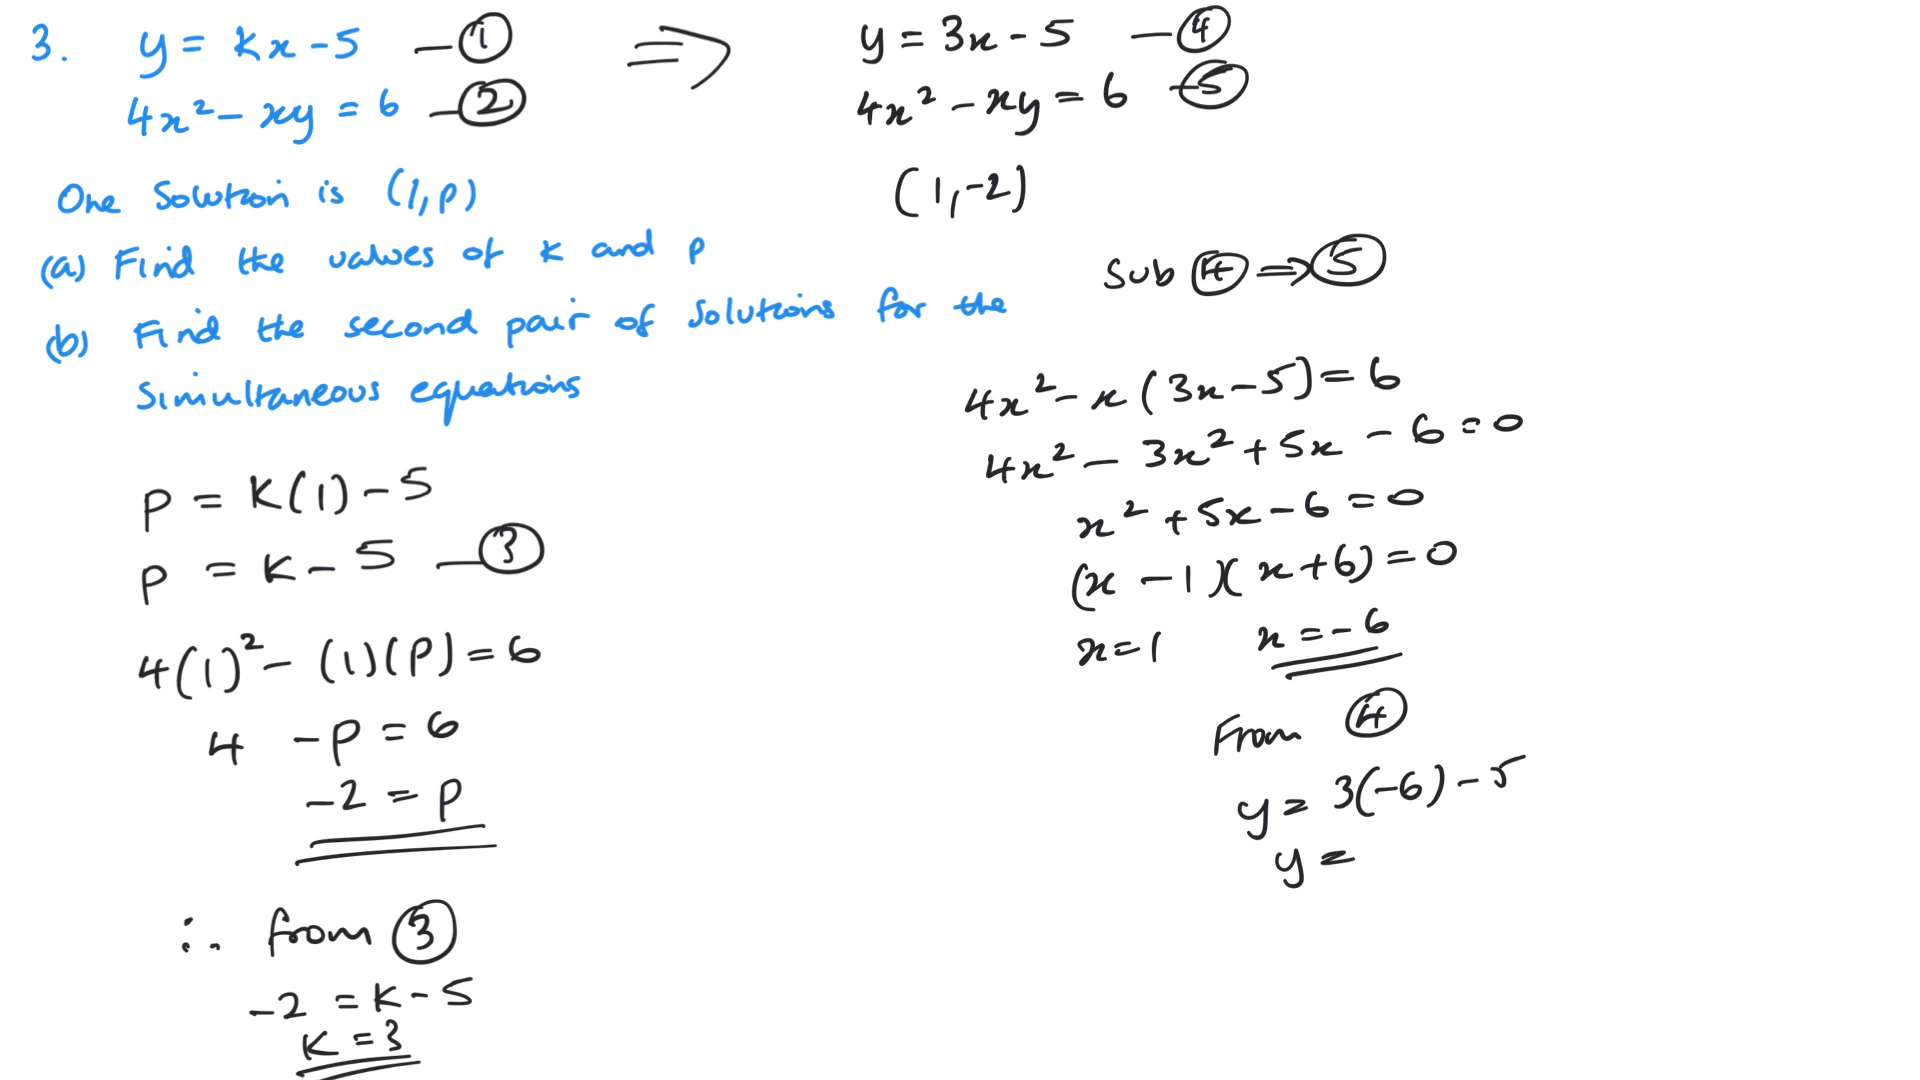 3. y = kx - 5 — ①
4x² - xy = 6 — ②
One Solution is (1, p)
(a) Find the values of k and p
(b) Find the second pair of solutions for the
simultaneous equations
p = k(1) - 5
p = k - 5 — ③
4(1)² - (1)(p) = 6
4 - p = 6
-2 = p
∴ from ③
-2 = k - 5
k = 3
⇒ y = 3x - 5 — ④
4x² - xy = 6 — ⑤
(1, -2)
Sub ④ ⇒ ⑤
4x² - x(3x - 5) = 6
4x² - 3x² + 5x - 6 = 0
x² + 5x - 6 = 0
(x - 1)(x + 6) = 0
x = 1 x = -6
From ④
y = 3(-6) - 5
y =